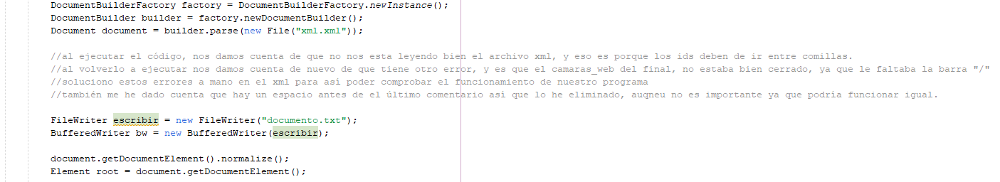 DocumentBuilderFactory factory = DocumentBuilderFactory.newInstance();
DocumentBuilder builder = factory.newDocumentBuilder();
Document document = builder.parse(new File("xml.xml"));
//al ejecutar el código, nos damos cuenta de que no nos esta leyendo bien el archivo xml, y eso es porque los ids deben de ir entre comillas.
//al volverlo a ejecutar nos damos cuenta de nuevo de que tiene otro error, y es que el camaras_web del final, no estaba bien cerrado, ya que le faltaba la barra "/"
//soluciono estos errores a mano en el xml para así poder comprobar el funcionamiento de nuestro programa
//también me he dado cuenta que hay un espacio antes de el último comentario así que lo he eliminado, auqneu no es importante ya que podría funcionar igual.
FileWriter escribir = new FileWriter("documento.txt");
BufferedWriter bw = new BufferedWriter(escribir);
document.getDocumentElement().normalize();
Element root = document.getDocumentElement();